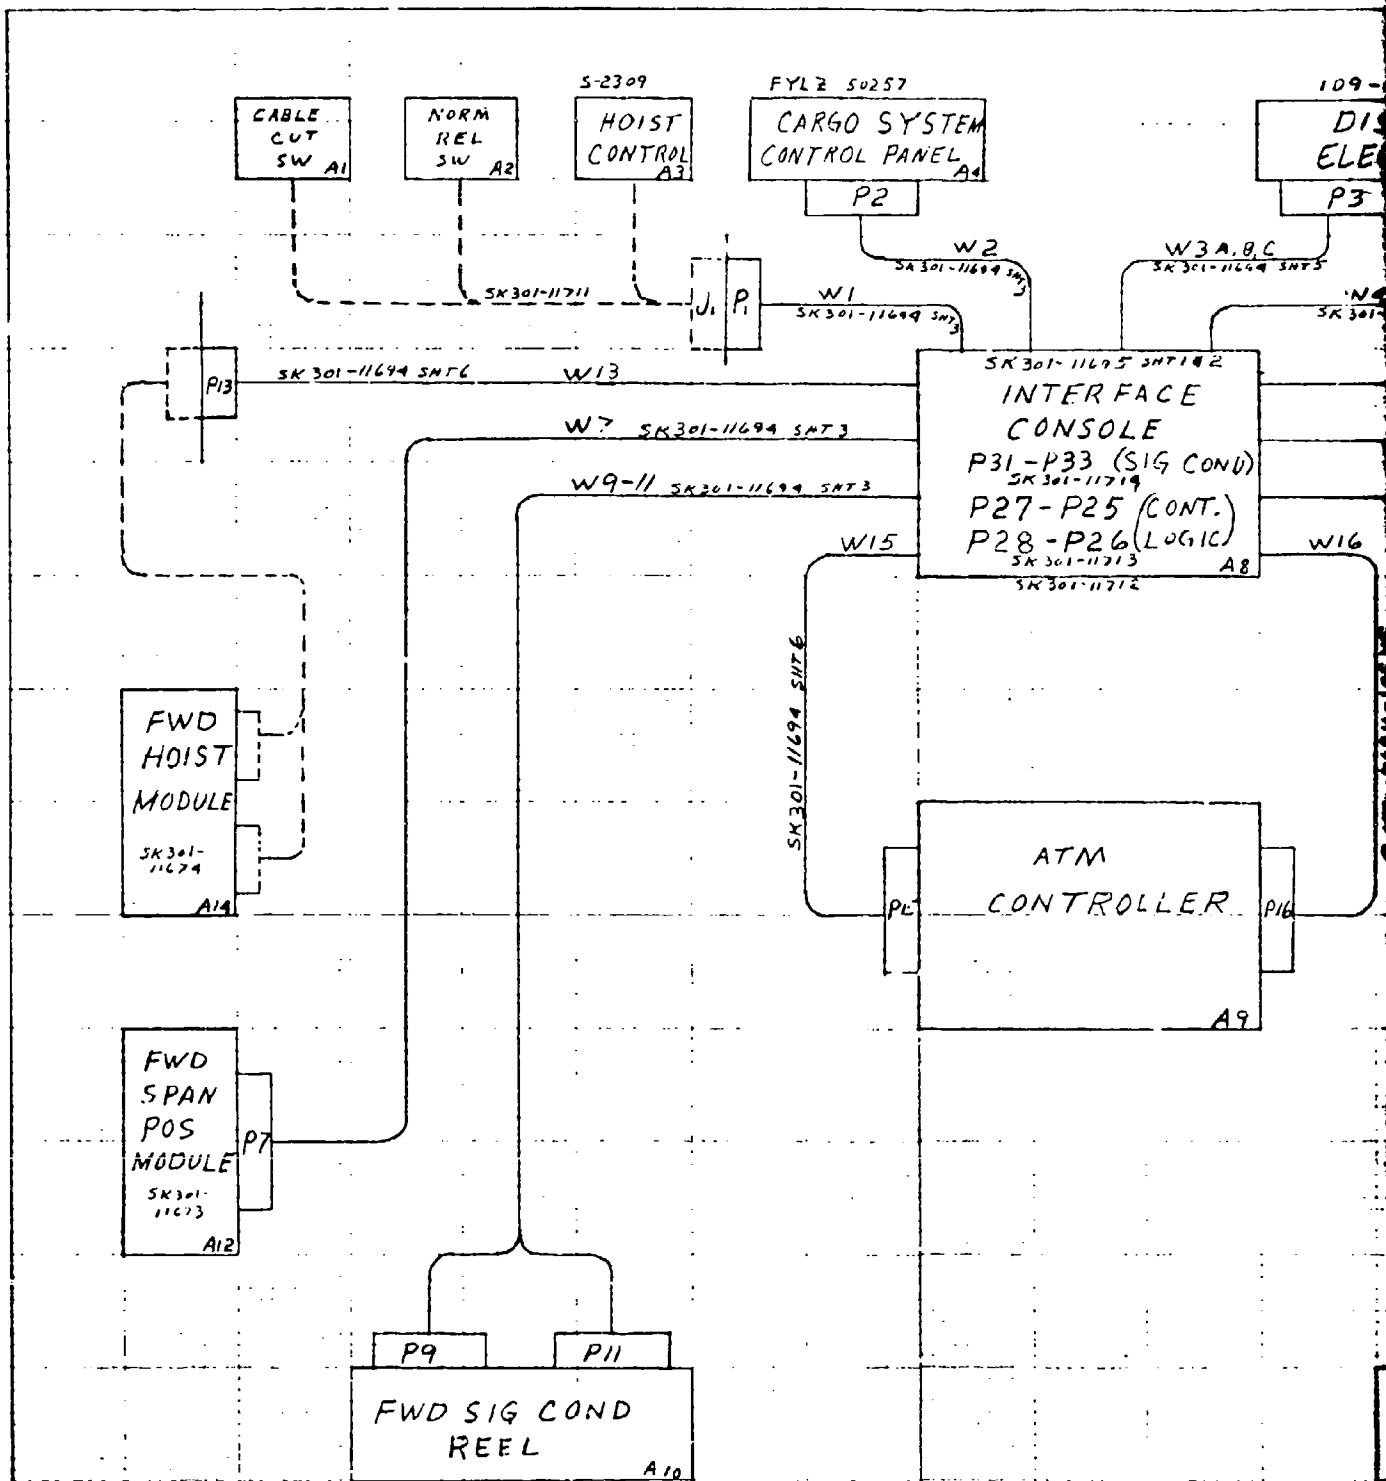 S-2309
FYLZ 50257
109-
CABLE
CUT
SW A1
NORM
REL
SW A2
HOIST
CONTROL
A3
CARGO SYSTEM
CONTROL PANEL A4
DIS
ELE
P2
P3
W2
SK301-11694 SHT3
W3A,B,C
SK301-11694 SHT5
SK301-11711
J1 P1
W1
SK301-11694 SHT3
SK301-
P13
SK301-11694 SHT6 W13
W7 SK301-11694 SHT3
W9-11 SK301-11694 SHT3
SK301-11675 SHT1&2
INTERFACE
CONSOLE
P31-P33 (SIG COND)
SK301-11714
P27-P25 (CONT.
P28-P26 LOGIC)
SK301-11713
A8
SK301-11712
W15
W16
SK301-11694 SHT6
FWD
HOIST
MODULE
SK301-
11674
A14
ATM
CONTROLLER
P16
A9
FWD
SPAN
POS
MODULE
SK301-
11673
A12
P7
P9
P11
FWD SIG COND
REEL
A10